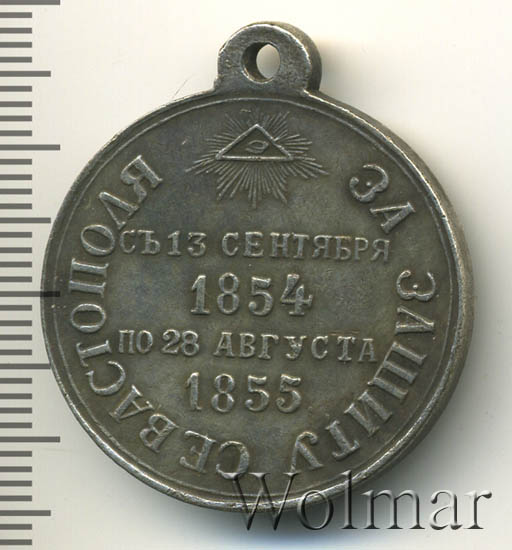 ЗА ЗАЩИТУ СЕВАСТОПОЛЯ
СЪ 13 СЕНТЯБРЯ
1854
ПО 28 АВГУСТА
1855
Wolmar